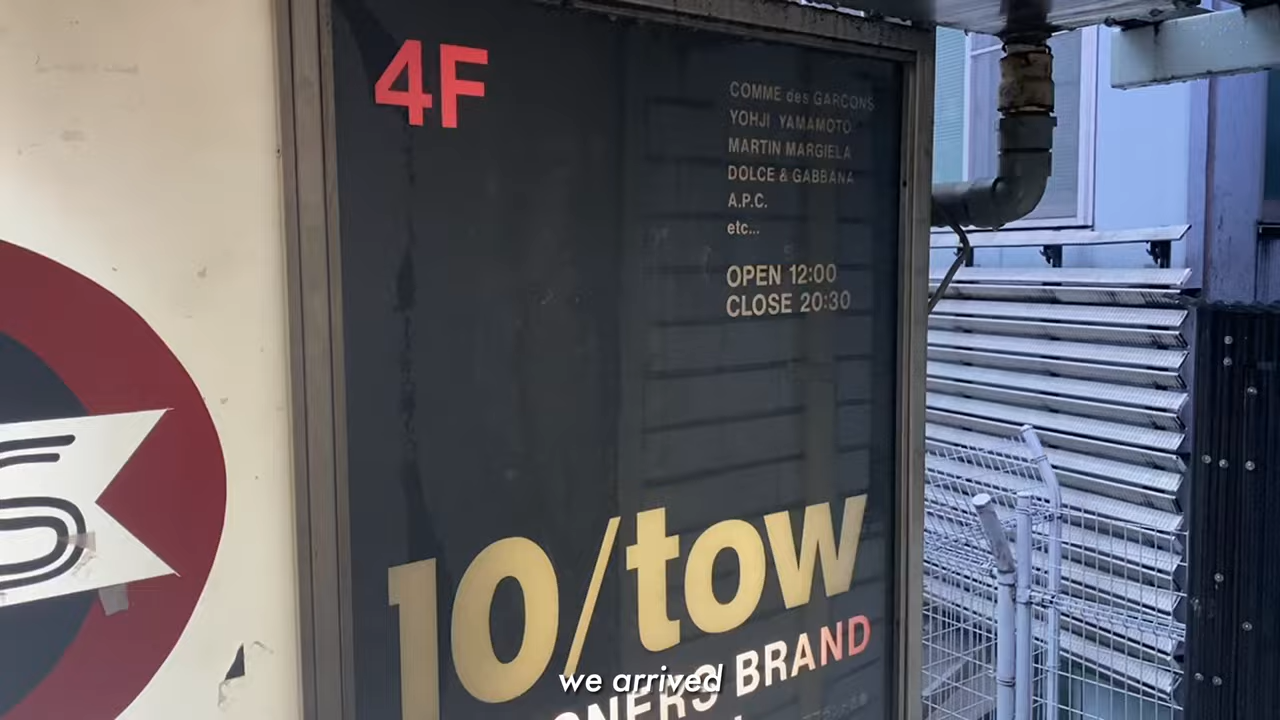 4F
COMME des GARCONS
YOHJI YAMAMOTO
MARTIN MARGIELA
DOLCE & GABBANA
A.P.C.
etc...
OPEN 12:00
CLOSE 20:30
10/tow
BRAND
we arrived